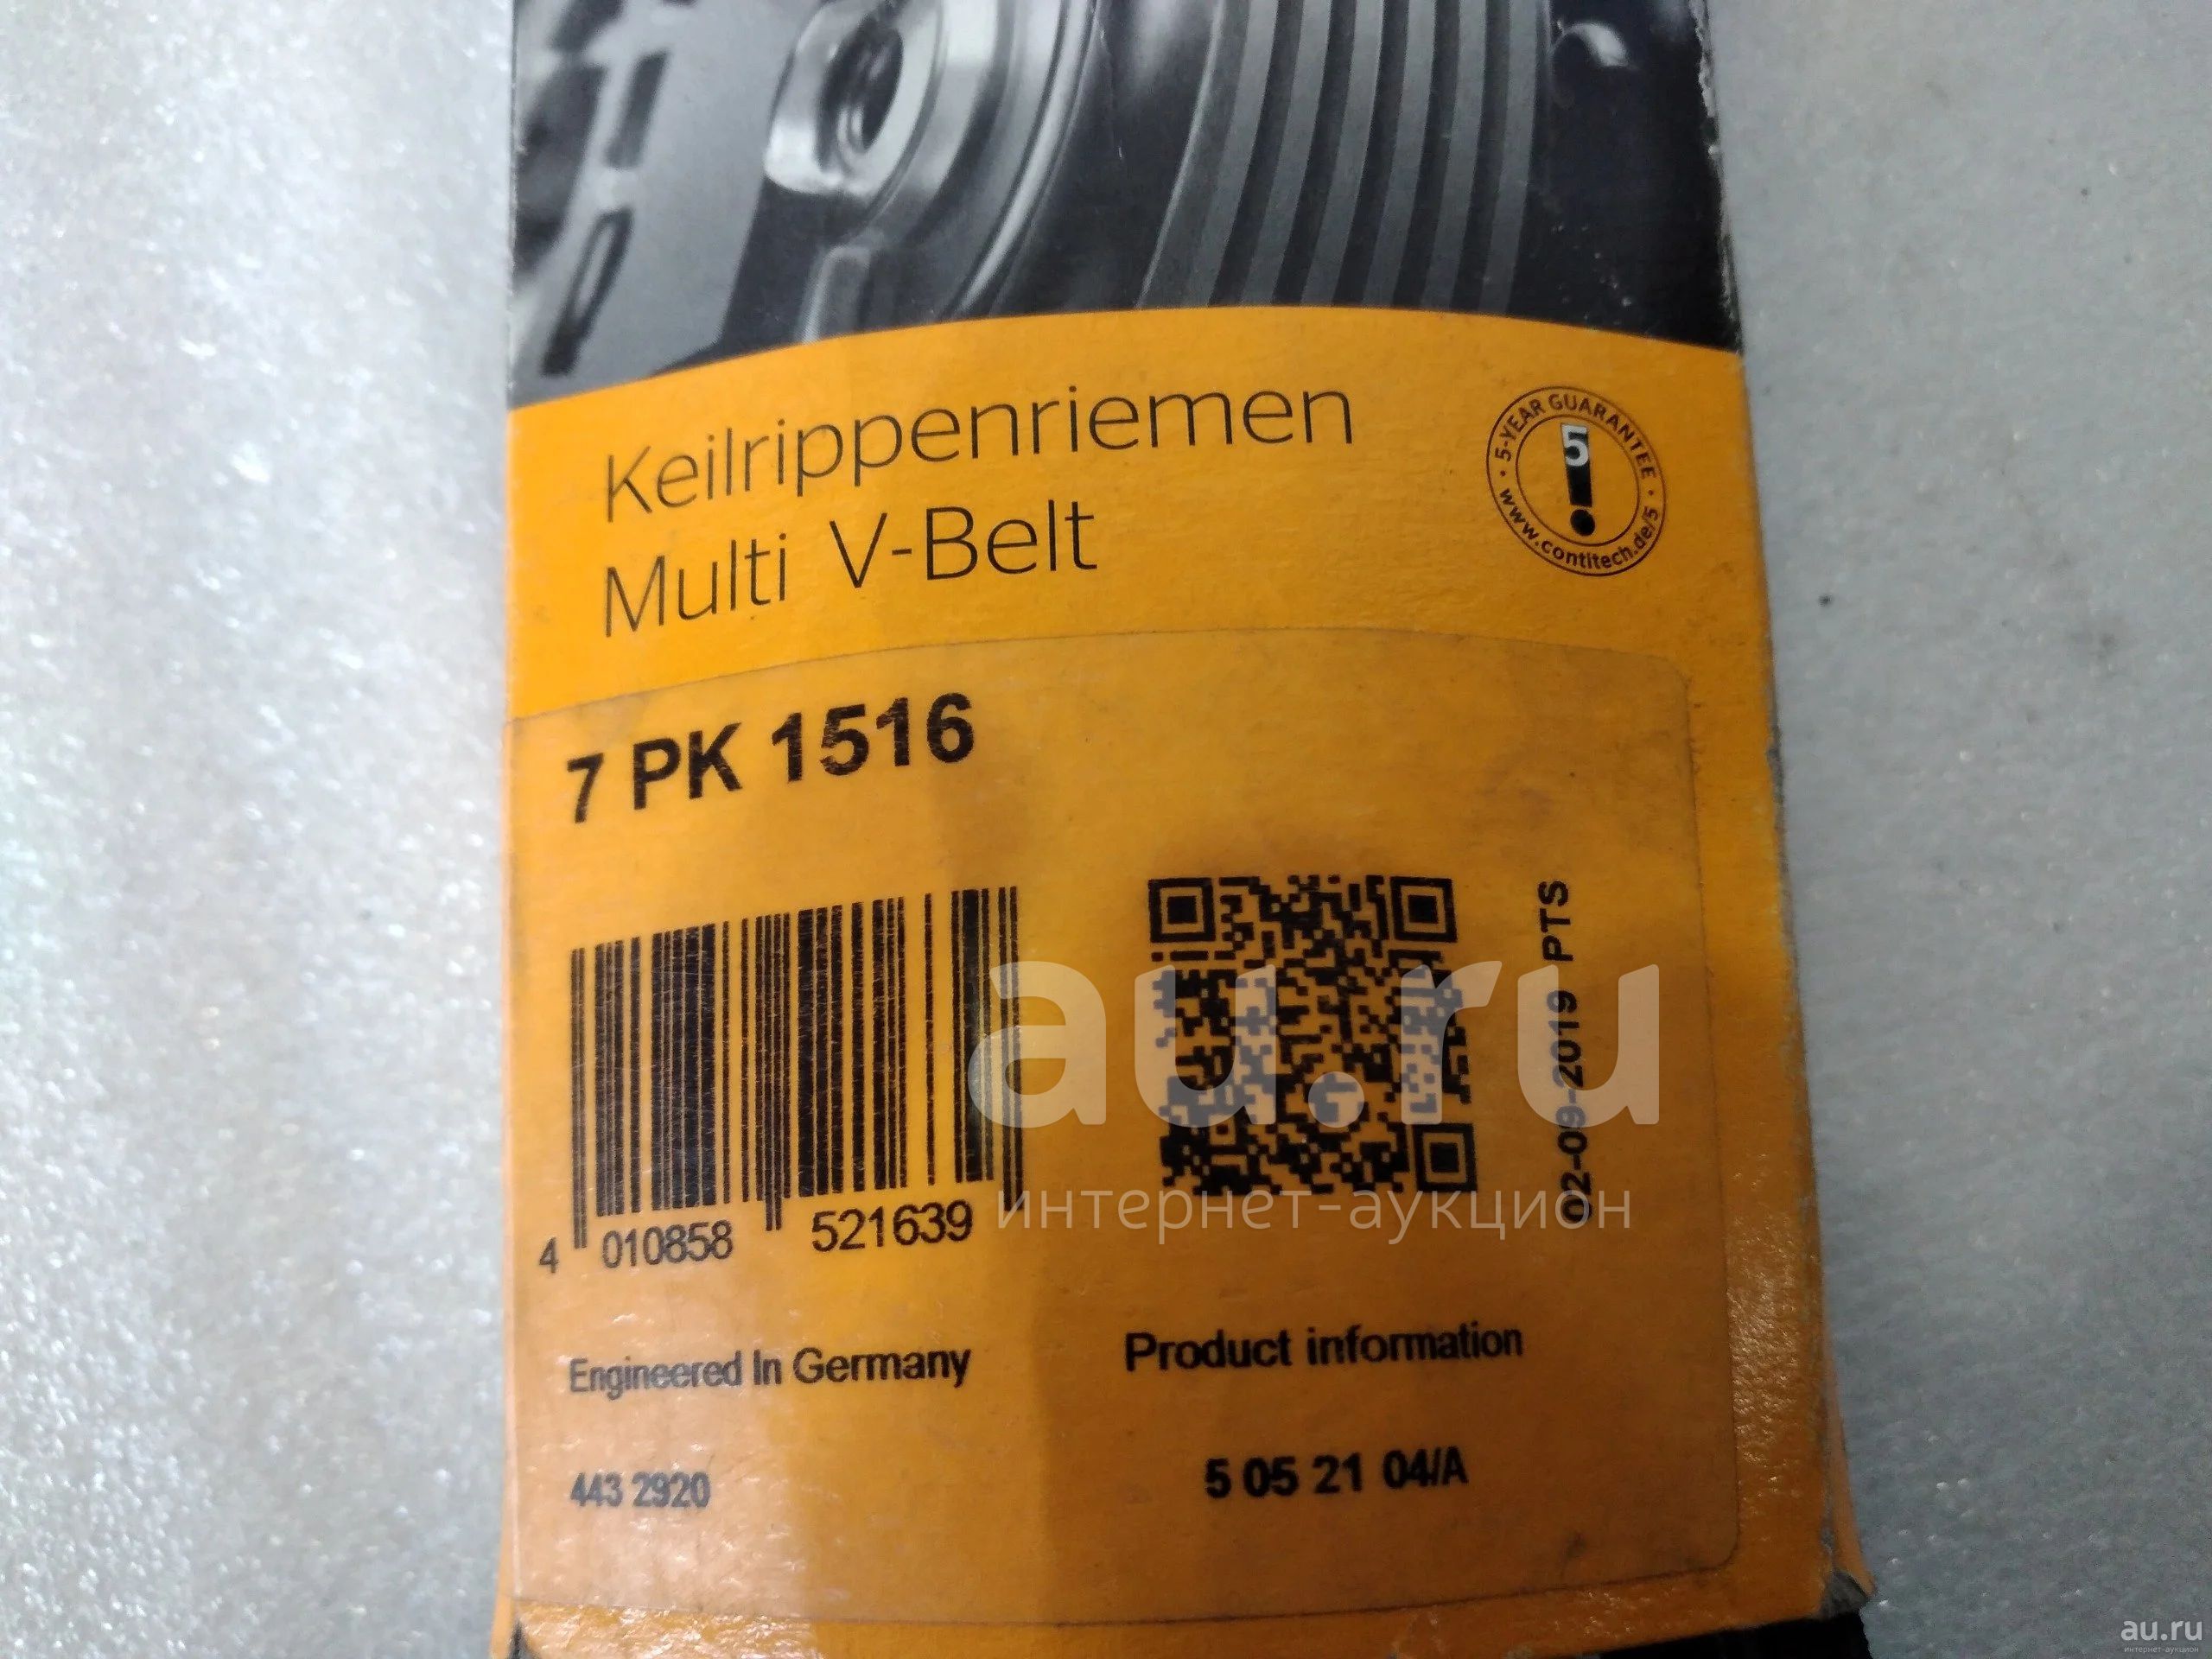 Keilrippenriemen
Multi V-Belt
5-YEAR GUARANTEE
5
www.contitech.de/5
7 PK 1516
4 010858 521639
02-09-2019 PTS
au.ru
интернет-аукцион
Engineered In Germany
Product information
443 2920
5 05 21 04/A
au.ru
интернет-аукцион